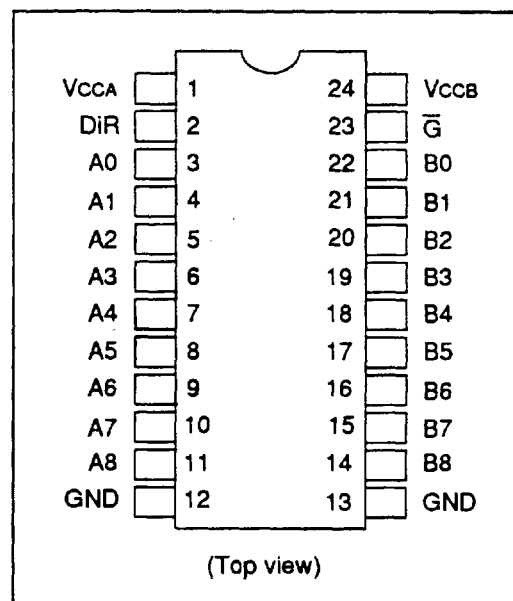 VCCA 1 24 VCCB
DiR 2 23 G̅
A0 3 22 B0
A1 4 21 B1
A2 5 20 B2
A3 6 19 B3
A4 7 18 B4
A5 8 17 B5
A6 9 16 B6
A7 10 15 B7
A8 11 14 B8
GND 12 13 GND
(Top view)